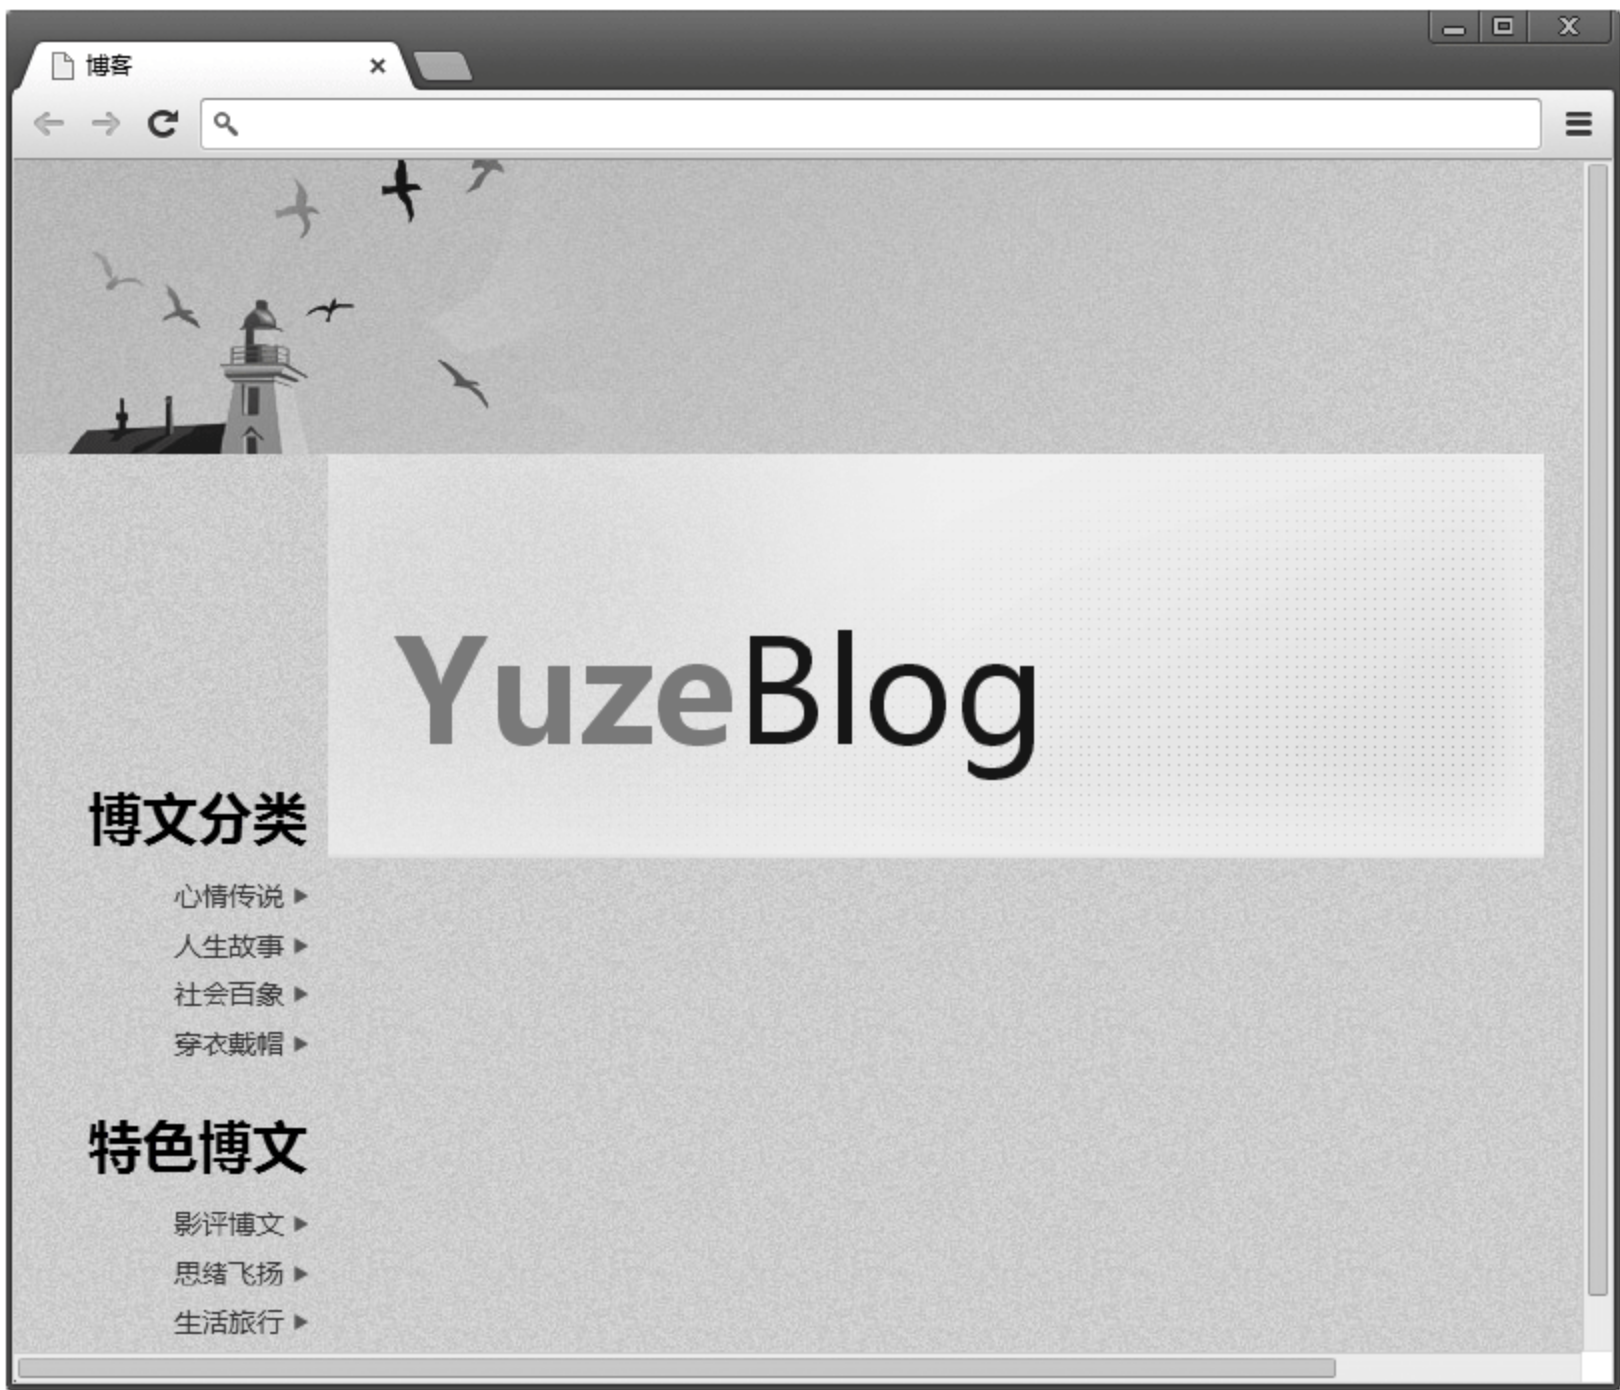 博客
YuzeBlog
博文分类
心情传说
人生故事
社会百象
穿衣戴帽
特色博文
影评博文
思绪飞扬
生活旅行